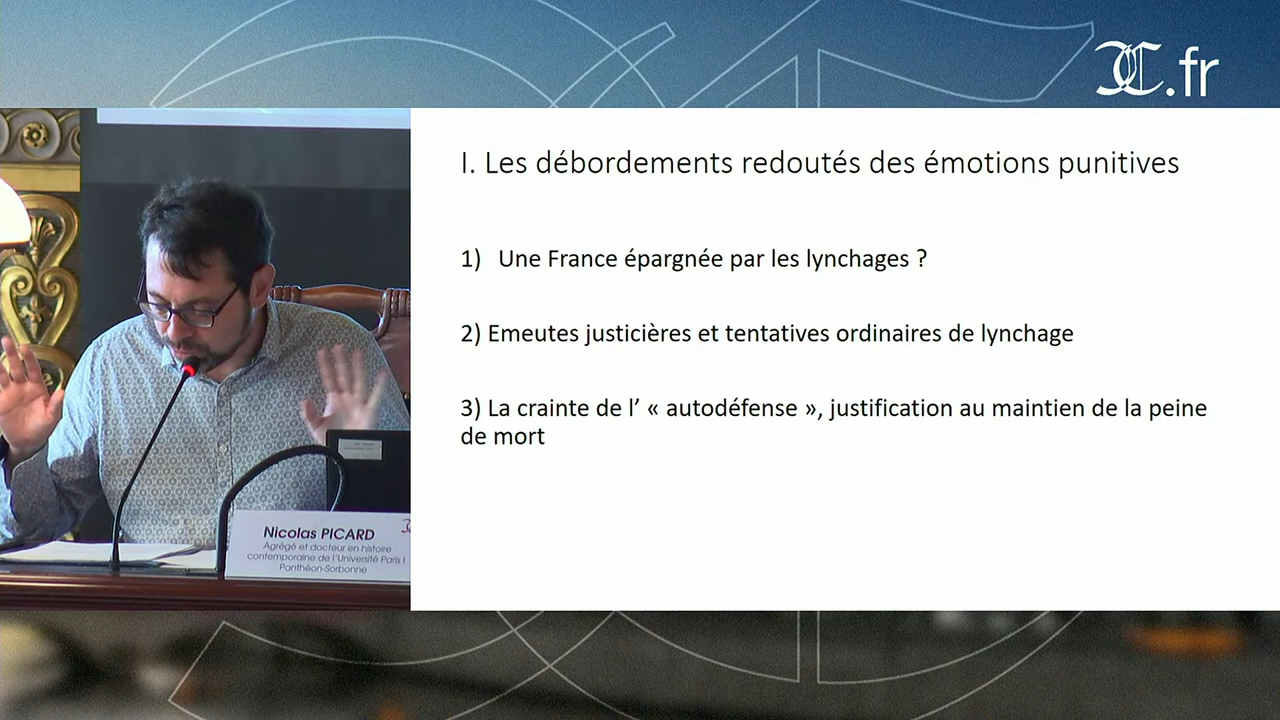 .fr
I. Les débordements redoutés des émotions punitives
1) Une France épargnée par les lynchages ?
2) Emeutes justicières et tentatives ordinaires de lynchage
3) La crainte de l’ « autodéfense », justification au maintien de la peine
de mort
Nicolas PICARD
Agrégé et docteur en histoire
contemporaine de l'Université Paris I
Panthéon-Sorbonne